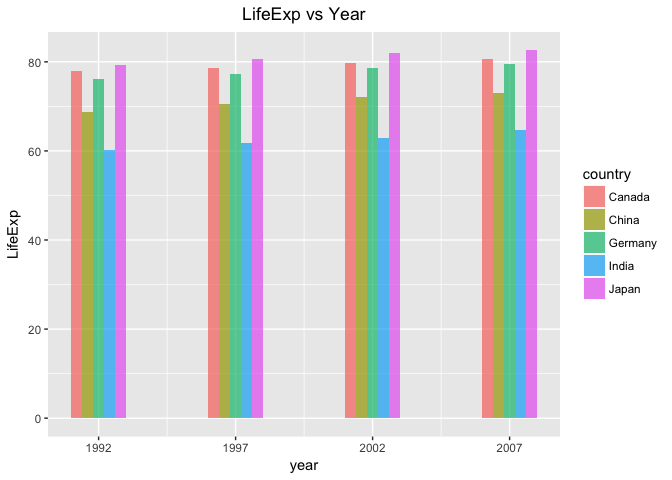 LifeExp vs Year
LifeExp
80
60
40
20
0
1992 1997 2002 2007
year
country
Canada
China
Germany
India
Japan